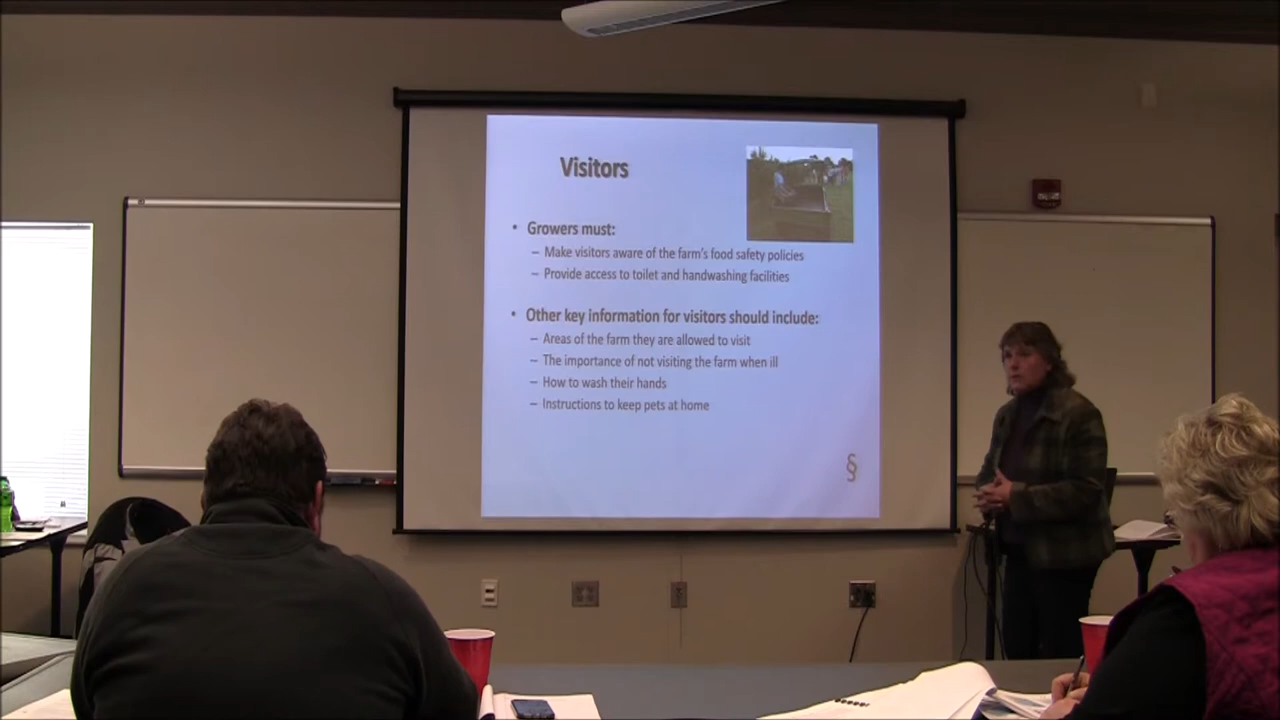 Visitors
• Growers must:
– Make visitors aware of the farm's food safety policies
– Provide access to toilet and handwashing facilities
• Other key information for visitors should include:
– Areas of the farm they are allowed to visit
– The importance of not visiting the farm when ill
– How to wash their hands
– Instructions to keep pets at home
§